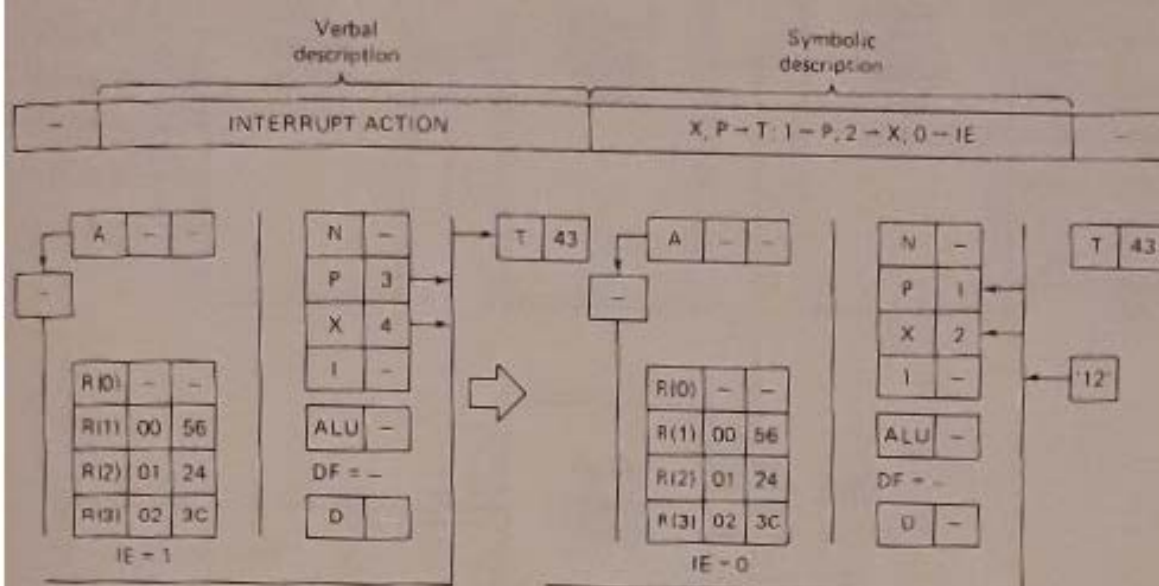 Verbal
description
Symbolic
description
– INTERRUPT ACTION X, P → T; 1 → P, 2 → X, 0 → IE –
A – –
–
N –
P 3
X 4
I –
T 43
R(0) – –
R(1) 00 56
R(2) 01 24
R(3) 02 3C
IE = 1
ALU –
DF = –
D
A – –
–
N –
P 1
X 2
I –
T 43
'12'
R(0) – –
R(1) 00 56
R(2) 01 24
R(3) 02 3C
IE = 0
ALU –
DF = –
D –